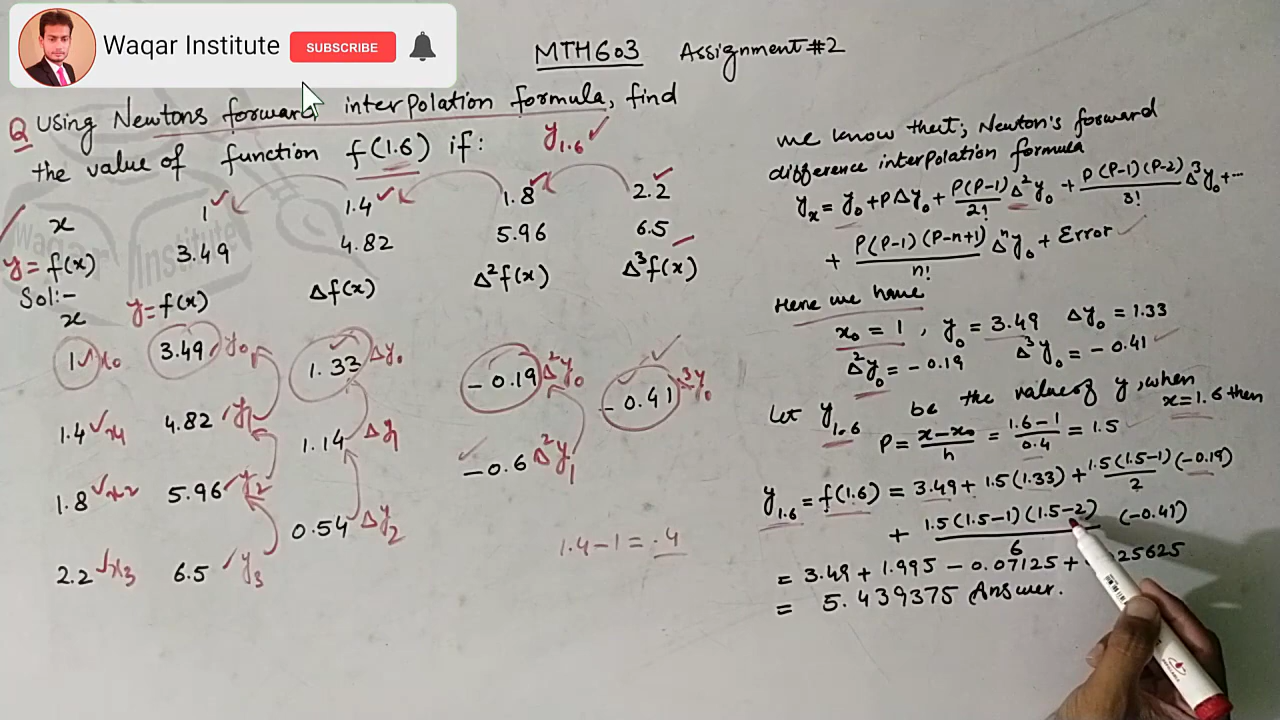 Waqar Institute
SUBSCRIBE
MTH603 Assignment #2
Q Using Newtons forward interpolation formula, find
the value of function f(1.6) if: y1.6 ✓
x 1 1.4 1.8 2.2
y = f(x) 3.49 4.82 5.96 6.5
Sol:-
x y=f(x) Δf(x) Δ²f(x) Δ³f(x)
1 x0 3.49 y0 1.33 Δy0 -0.19 Δ²y0 -0.41 Δ³y0
1.4 x1 4.82 y1 1.14 Δy1 -0.6 Δ²y1
1.8 x2 5.96 y2 0.54 Δy2
2.2 x3 6.5 y3
1.4-1 = .4
we know that; Newton's forward
difference interpolation formula
yx = y0 + PΔy0 + P(P-1)/2! Δ²y0 + P(P-1)(P-2)/3! Δ³y0 + ...
+ P(P-1)(P-n+1)/n! Δⁿy0 + Error
Here we have
x0 = 1, y0 = 3.49 Δy0 = 1.33
Δ²y0 = -0.19 Δ³y0 = -0.41
Let y1.6 be the value of y, when
x=1.6 then
P = x-x0/h = 1.6-1/0.4 = 1.5
y1.6 = f(1.6) = 3.49 + 1.5(1.33) + 1.5(1.5-1)/2 (-0.19)
+ 1.5(1.5-1)(1.5-2)/6 (-0.41)
= 3.49 + 1.995 - 0.07125 + 25625
= 5.439375 Answer.